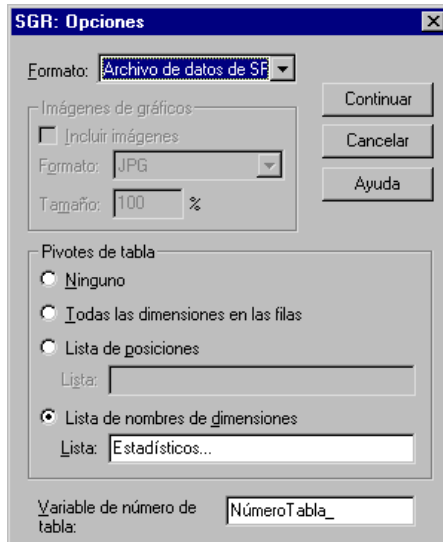 SGR: Opciones
Formato: Archivo de datos de SF
Continuar
Imágenes de gráficos
Incluir imágenes
Cancelar
Formato: JPG
Ayuda
Tamaño: 100 %
Pivotes de tabla
Ninguno
Todas las dimensiones en las filas
Lista de posiciones
Lista:
Lista de nombres de dimensiones
Lista: Estadísticos...
Variable de número de
tabla: NúmeroTabla_